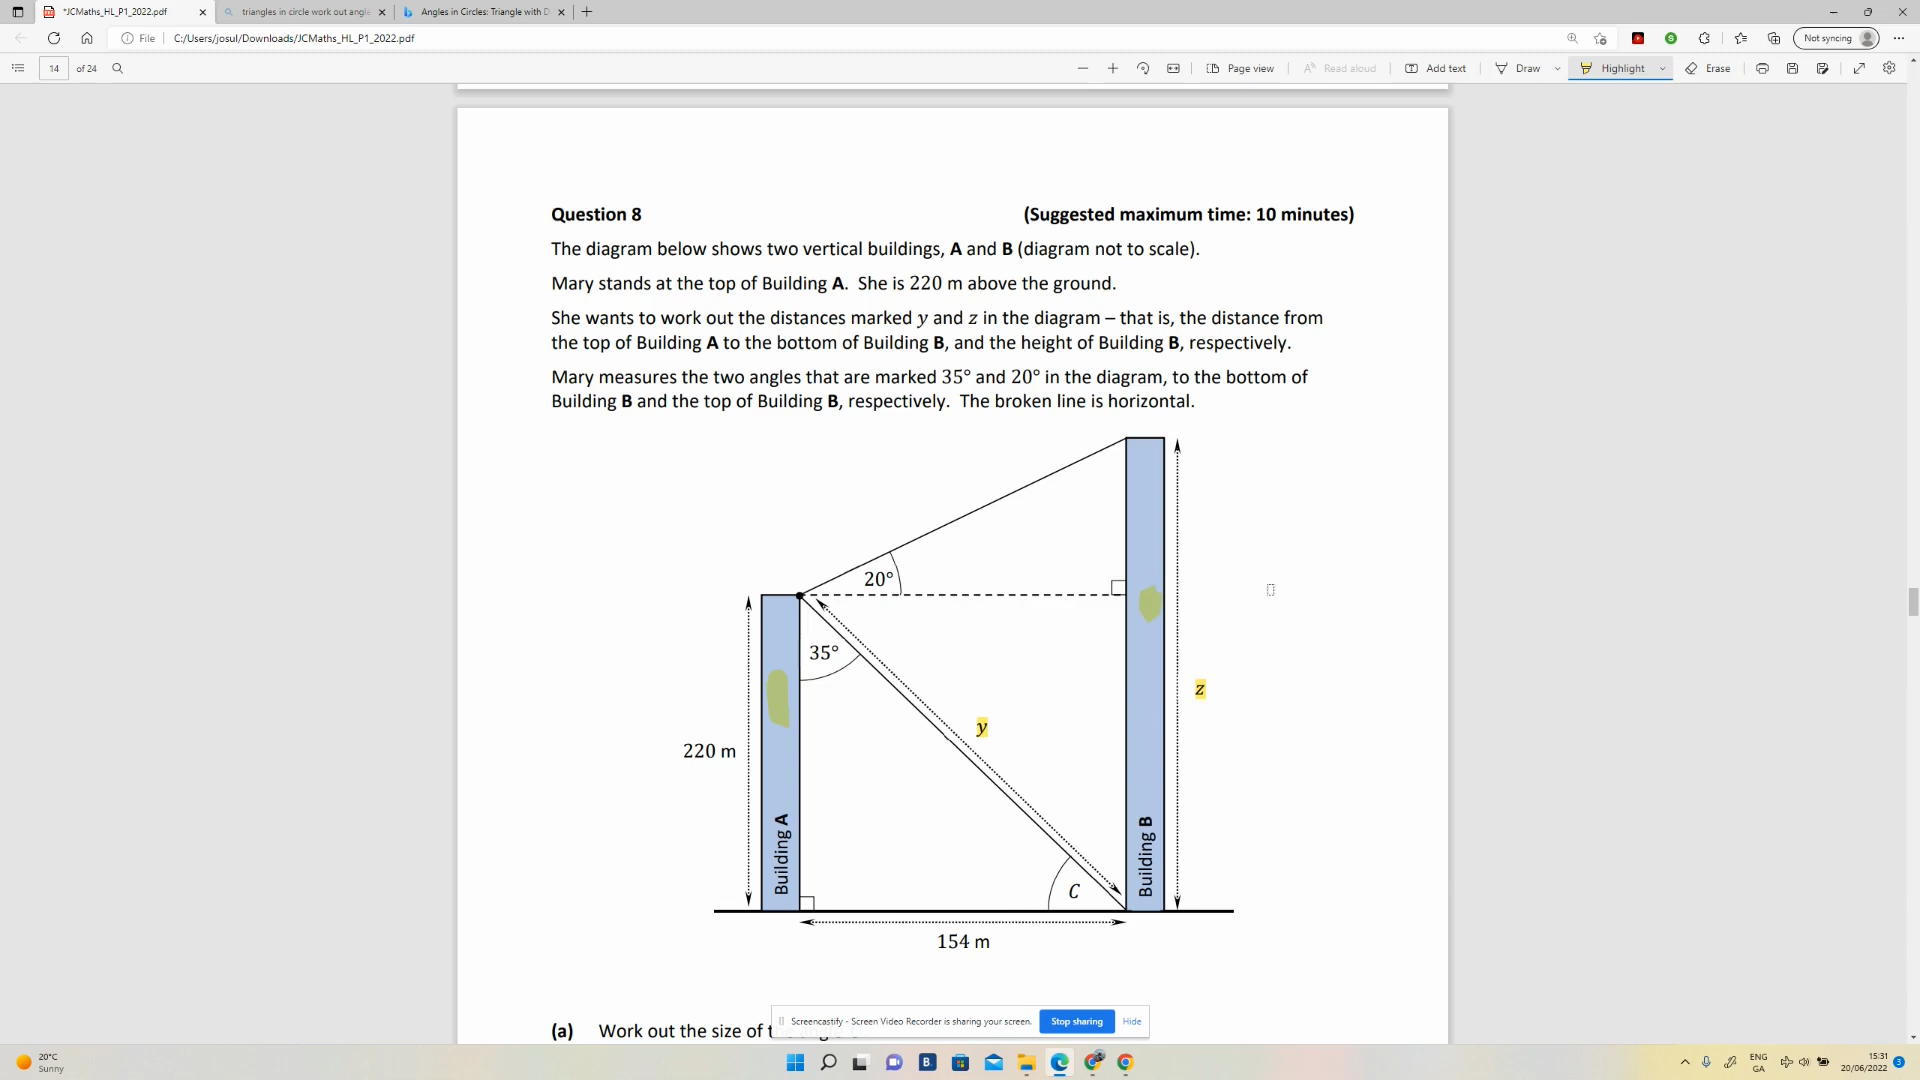 *JCMaths_HL_P1_2022.pdf
triangles in circle work out angle
Angles in Circles: Triangle with D
File
C:/Users/josul/Downloads/JCMaths_HL_P1_2022.pdf
Not syncing
14 of 24
Page view
Read aloud
Add text
Draw
Highlight
Erase
Question 8 (Suggested maximum time: 10 minutes)
The diagram below shows two vertical buildings, A and B (diagram not to scale).
Mary stands at the top of Building A. She is 220 m above the ground.
She wants to work out the distances marked y and z in the diagram – that is, the distance from
the top of Building A to the bottom of Building B, and the height of Building B, respectively.
Mary measures the two angles that are marked 35° and 20° in the diagram, to the bottom of
Building B and the top of Building B, respectively. The broken line is horizontal.
20°
35°
z
y
220 m
Building A
Building B
C
154 m
(a) Work out the size of
Screencastify - Screen Video Recorder is sharing your screen.
Stop sharing
Hide
20°C
Sunny
ENG
GA
15:31
20/06/2022
3